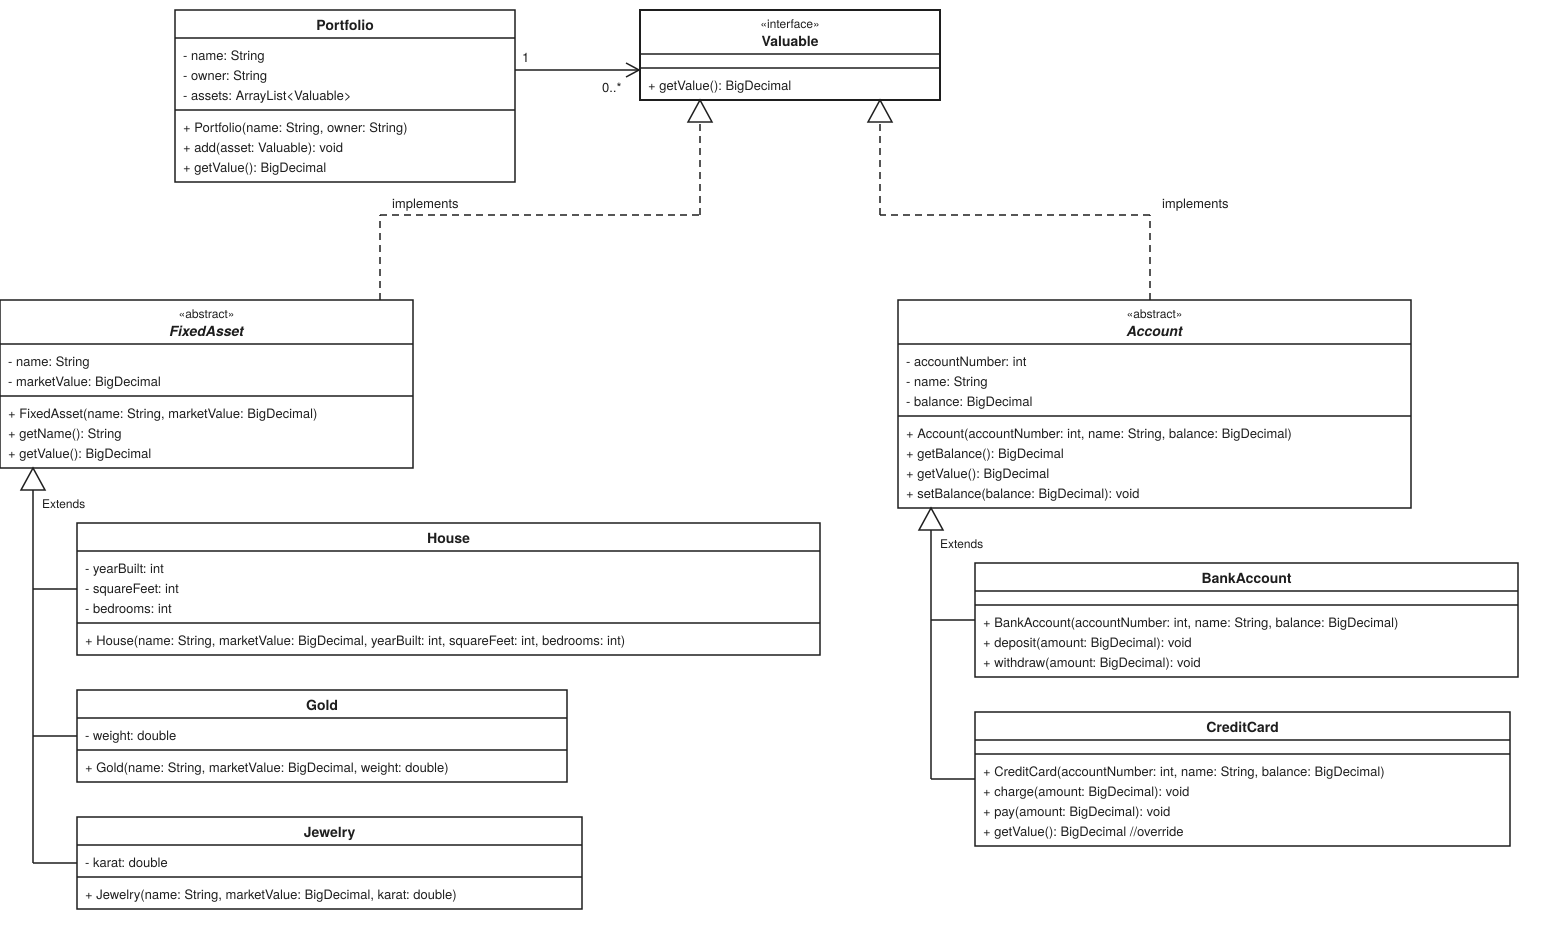 Portfolio
- name: String
- owner: String
- assets: ArrayList<Valuable>
+ Portfolio(name: String, owner: String)
+ add(asset: Valuable): void
+ getValue(): BigDecimal
1
0..*
«interface»
Valuable
+ getValue(): BigDecimal
implements
implements
«abstract»
FixedAsset
- name: String
- marketValue: BigDecimal
+ FixedAsset(name: String, marketValue: BigDecimal)
+ getName(): String
+ getValue(): BigDecimal
Extends
House
- yearBuilt: int
- squareFeet: int
- bedrooms: int
+ House(name: String, marketValue: BigDecimal, yearBuilt: int, squareFeet: int, bedrooms: int)
Gold
- weight: double
+ Gold(name: String, marketValue: BigDecimal, weight: double)
Jewelry
- karat: double
+ Jewelry(name: String, marketValue: BigDecimal, karat: double)
«abstract»
Account
- accountNumber: int
- name: String
- balance: BigDecimal
+ Account(accountNumber: int, name: String, balance: BigDecimal)
+ getBalance(): BigDecimal
+ getValue(): BigDecimal
+ setBalance(balance: BigDecimal): void
Extends
BankAccount
+ BankAccount(accountNumber: int, name: String, balance: BigDecimal)
+ deposit(amount: BigDecimal): void
+ withdraw(amount: BigDecimal): void
CreditCard
+ CreditCard(accountNumber: int, name: String, balance: BigDecimal)
+ charge(amount: BigDecimal): void
+ pay(amount: BigDecimal): void
+ getValue(): BigDecimal //override